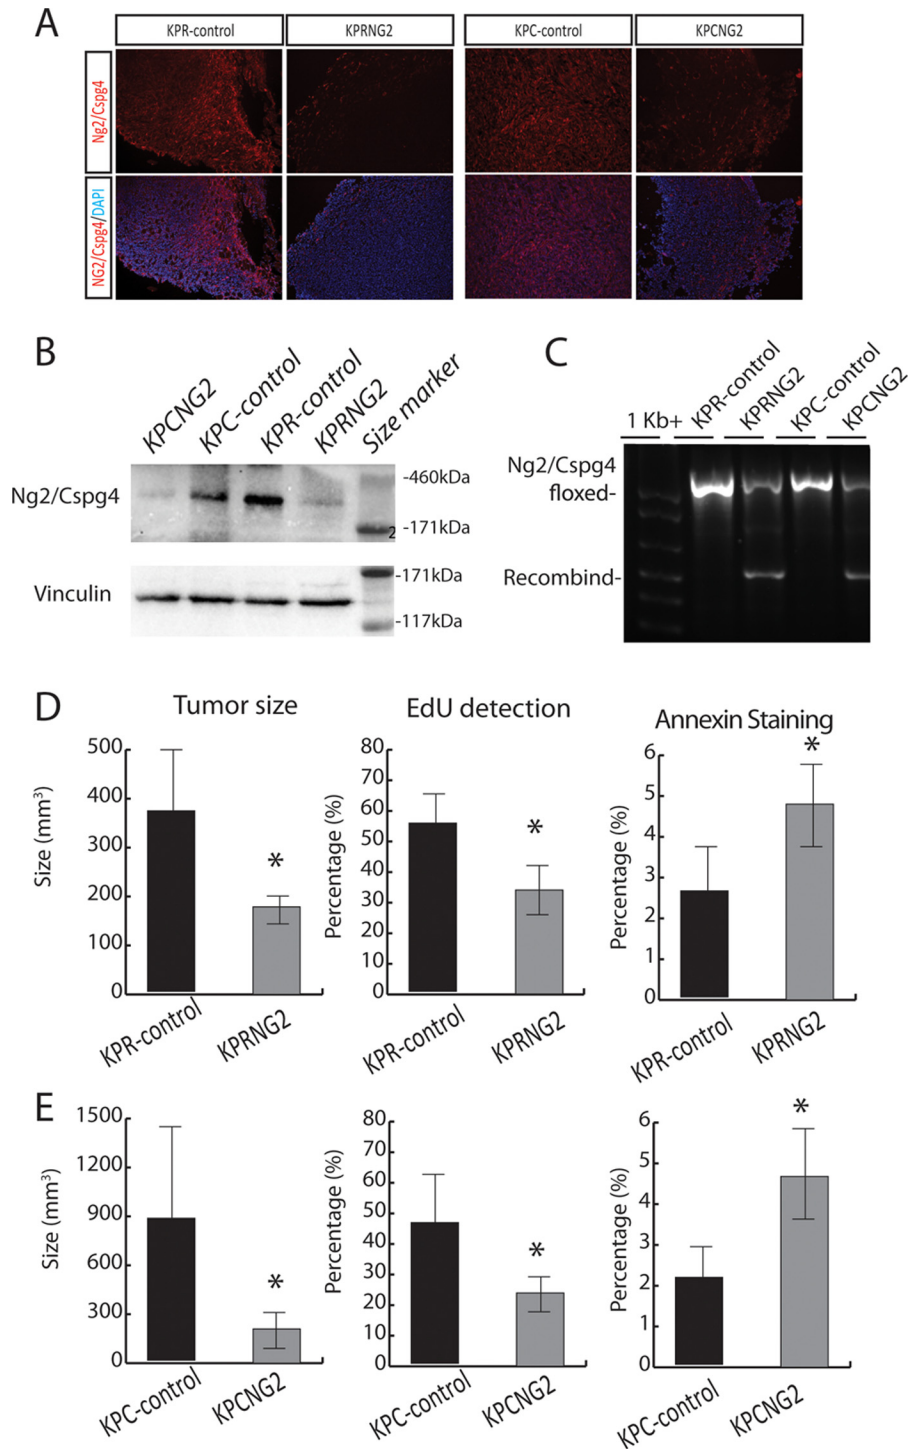 A
KPR-control
KPRNG2
KPC-control
KPCNG2
Ng2/Cspg4
NG2/Cspg4/DAPI
B
KPCNG2
KPC-control
KPR-control
KPRNG2
Size marker
Ng2/Cspg4
-460kDa
-171kDa
2
Vinculin
-171kDa
-117kDa
C
1 Kb+
KPR-control
KPRNG2
KPC-control
KPCNG2
Ng2/Cspg4
floxed-
Recombind-
D
Tumor size
Size (mm³)
500
400
300
200
100
0
KPR-control
KPRNG2
*
EdU detection
Percentage (%)
80
70
60
50
40
30
20
10
0
KPR-control
KPRNG2
*
Annexin Staining
Percentage (%)
6
5
4
3
2
1
0
KPR-control
KPRNG2
*
E
Size (mm³)
1500
1200
900
600
300
0
KPC-control
KPCNG2
*
Percentage (%)
80
70
60
50
40
30
20
10
0
KPC-control
KPCNG2
*
Percentage (%)
6
5
4
3
2
1
0
KPC-control
KPCNG2
*